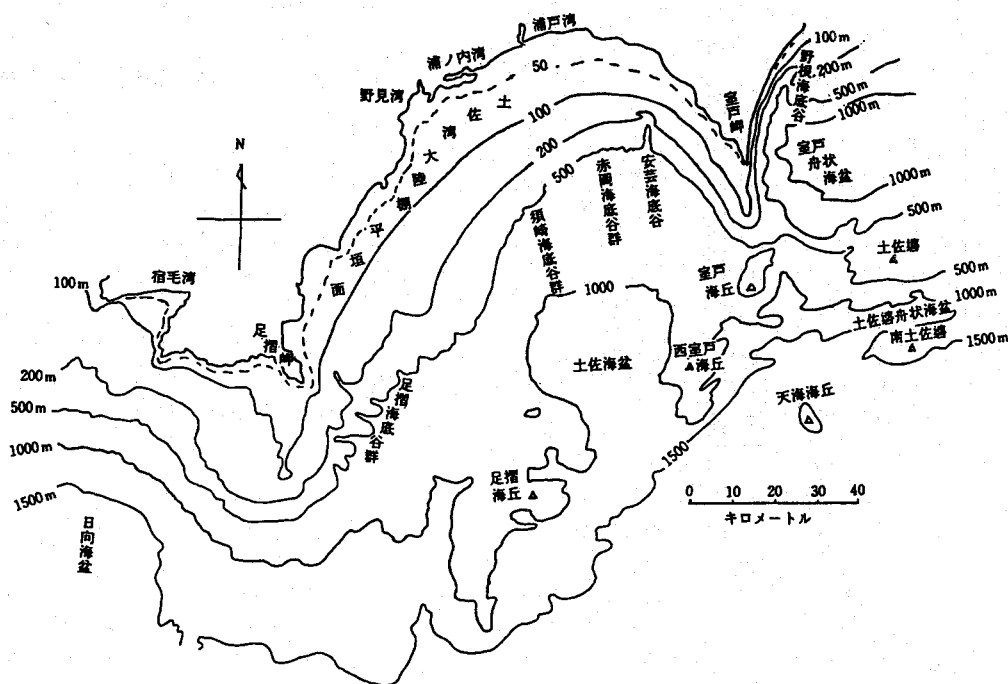 浦戸湾
浦ノ内湾
野見湾
50
土佐湾
大陸棚平坦面
100
200
500
100m
200m
500m
1000m
野根海底谷
室戸岬
室戸
舟状
海盆
1000m
500m
土佐碆
500m
1000m
土佐碆舟状海盆
南土佐碆
1500m
N
赤岡海底谷群
安芸海底谷
須崎海底谷群
室戸
海丘
1000
土佐海盆
西室戸
海丘
天海海丘
1500
宿毛湾
100m
足摺岬
足摺海底谷群
200m
500m
1000m
1500m
日向海盆
足摺
海丘
0 10 20 30 40
キロメートル